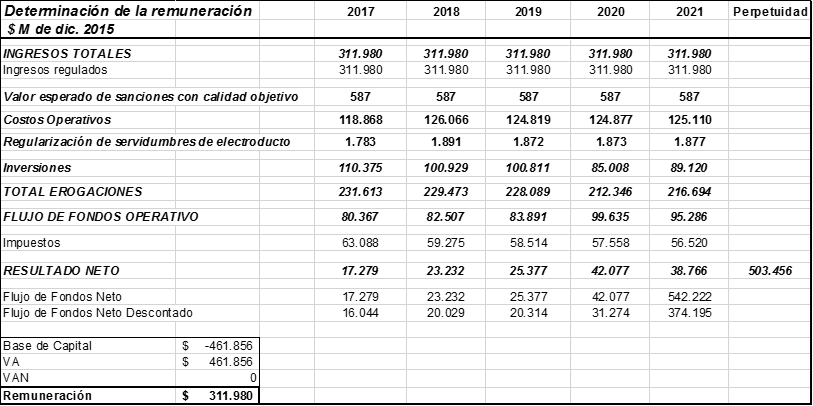 Determinación de la remuneración 2017 2018 2019 2020 2021 Perpetuidad
$ M de dic. 2015
INGRESOS TOTALES 311.980 311.980 311.980 311.980 311.980
Ingresos regulados 311.980 311.980 311.980 311.980 311.980
Valor esperado de sanciones con calidad objetivo 587 587 587 587 587
Costos Operativos 118.868 126.066 124.819 124.877 125.110
Regularización de servidumbres de electroducto 1.783 1.891 1.872 1.873 1.877
Inversiones 110.375 100.929 100.811 85.008 89.120
TOTAL EROGACIONES 231.613 229.473 228.089 212.346 216.694
FLUJO DE FONDOS OPERATIVO 80.367 82.507 83.891 99.635 95.286
Impuestos 63.088 59.275 58.514 57.558 56.520
RESULTADO NETO 17.279 23.232 25.377 42.077 38.766 503.456
Flujo de Fondos Neto 17.279 23.232 25.377 42.077 542.222
Flujo de Fondos Neto Descontado 16.044 20.029 20.314 31.274 374.195
Base de Capital $ -461.856
VA $ 461.856
VAN 0
Remuneración $ 311.980